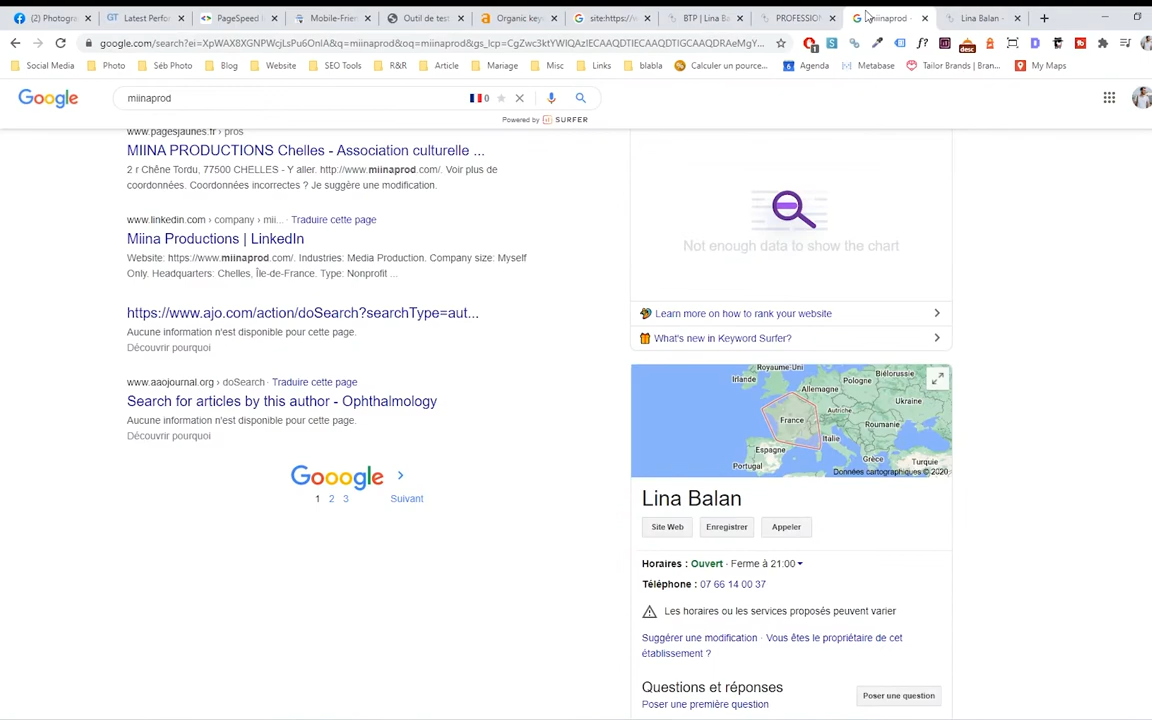 (2) Photograp
Latest Perfor
PageSpeed
Mobile-Frien
Outil de test
Organic key
site:https://w
BTP | Lina B
PROFESSION
miinaprod -
Lina Balan -
google.com/search?ei=XpWAX8XGNPWcjLsPu6OnIA&q=miinaprod&oq=miinaprod&gs_lcp=CgZwc3ktYWIQAzIECAAQDTIECAAQDTIGCAAQDRAeMgY...
Social Media
Photo
Séb Photo
Blog
Website
SEO Tools
R&R
Article
Mariage
Misc
Links
blabla
Calculer un pource...
Agenda
Metabase
Tailor Brands | Bran...
My Maps
Google
miinaprod
0
Powered by SURFER
www.pagesjaunes.fr › pros
MIINA PRODUCTIONS Chelles - Association culturelle ...
2 r Chêne Tordu, 77500 CHELLES - Y aller. http://www.miinaprod.com/. Voir plus de
coordonnées. Coordonnées incorrectes ? Je suggère une modification.
www.linkedin.com › company › mii... · Traduire cette page
Miina Productions | LinkedIn
Website: https://www.miinaprod.com/. Industries: Media Production. Company size: Myself
Only. Headquarters: Chelles, Île-de-France. Type: Nonprofit ...
https://www.ajo.com/action/doSearch?searchType=aut...
Aucune information n'est disponible pour cette page.
Découvrir pourquoi
www.aaojournal.org › doSearch · Traduire cette page
Search for articles by this author - Ophthalmology
Aucune information n'est disponible pour cette page.
Découvrir pourquoi
Gooogle
1 2 3 Suivant
Not enough data to show the chart
Learn more on how to rank your website
What's new in Keyword Surfer?
Royaume-Uni
Biélorussie
Irlande
Pologne
Allemagne
Ukraine
Autriche
France
Roumanie
Italie
Espagne
Grèce
Portugal
Turquie
Données cartographiques © 2020
Lina Balan
Site Web
Enregistrer
Appeler
Horaires : Ouvert · Ferme à 21:00
Téléphone : 07 66 14 00 37
Les horaires ou les services proposés peuvent varier
Suggérer une modification · Vous êtes le propriétaire de cet
établissement ?
Questions et réponses
Poser une question
Poser une première question